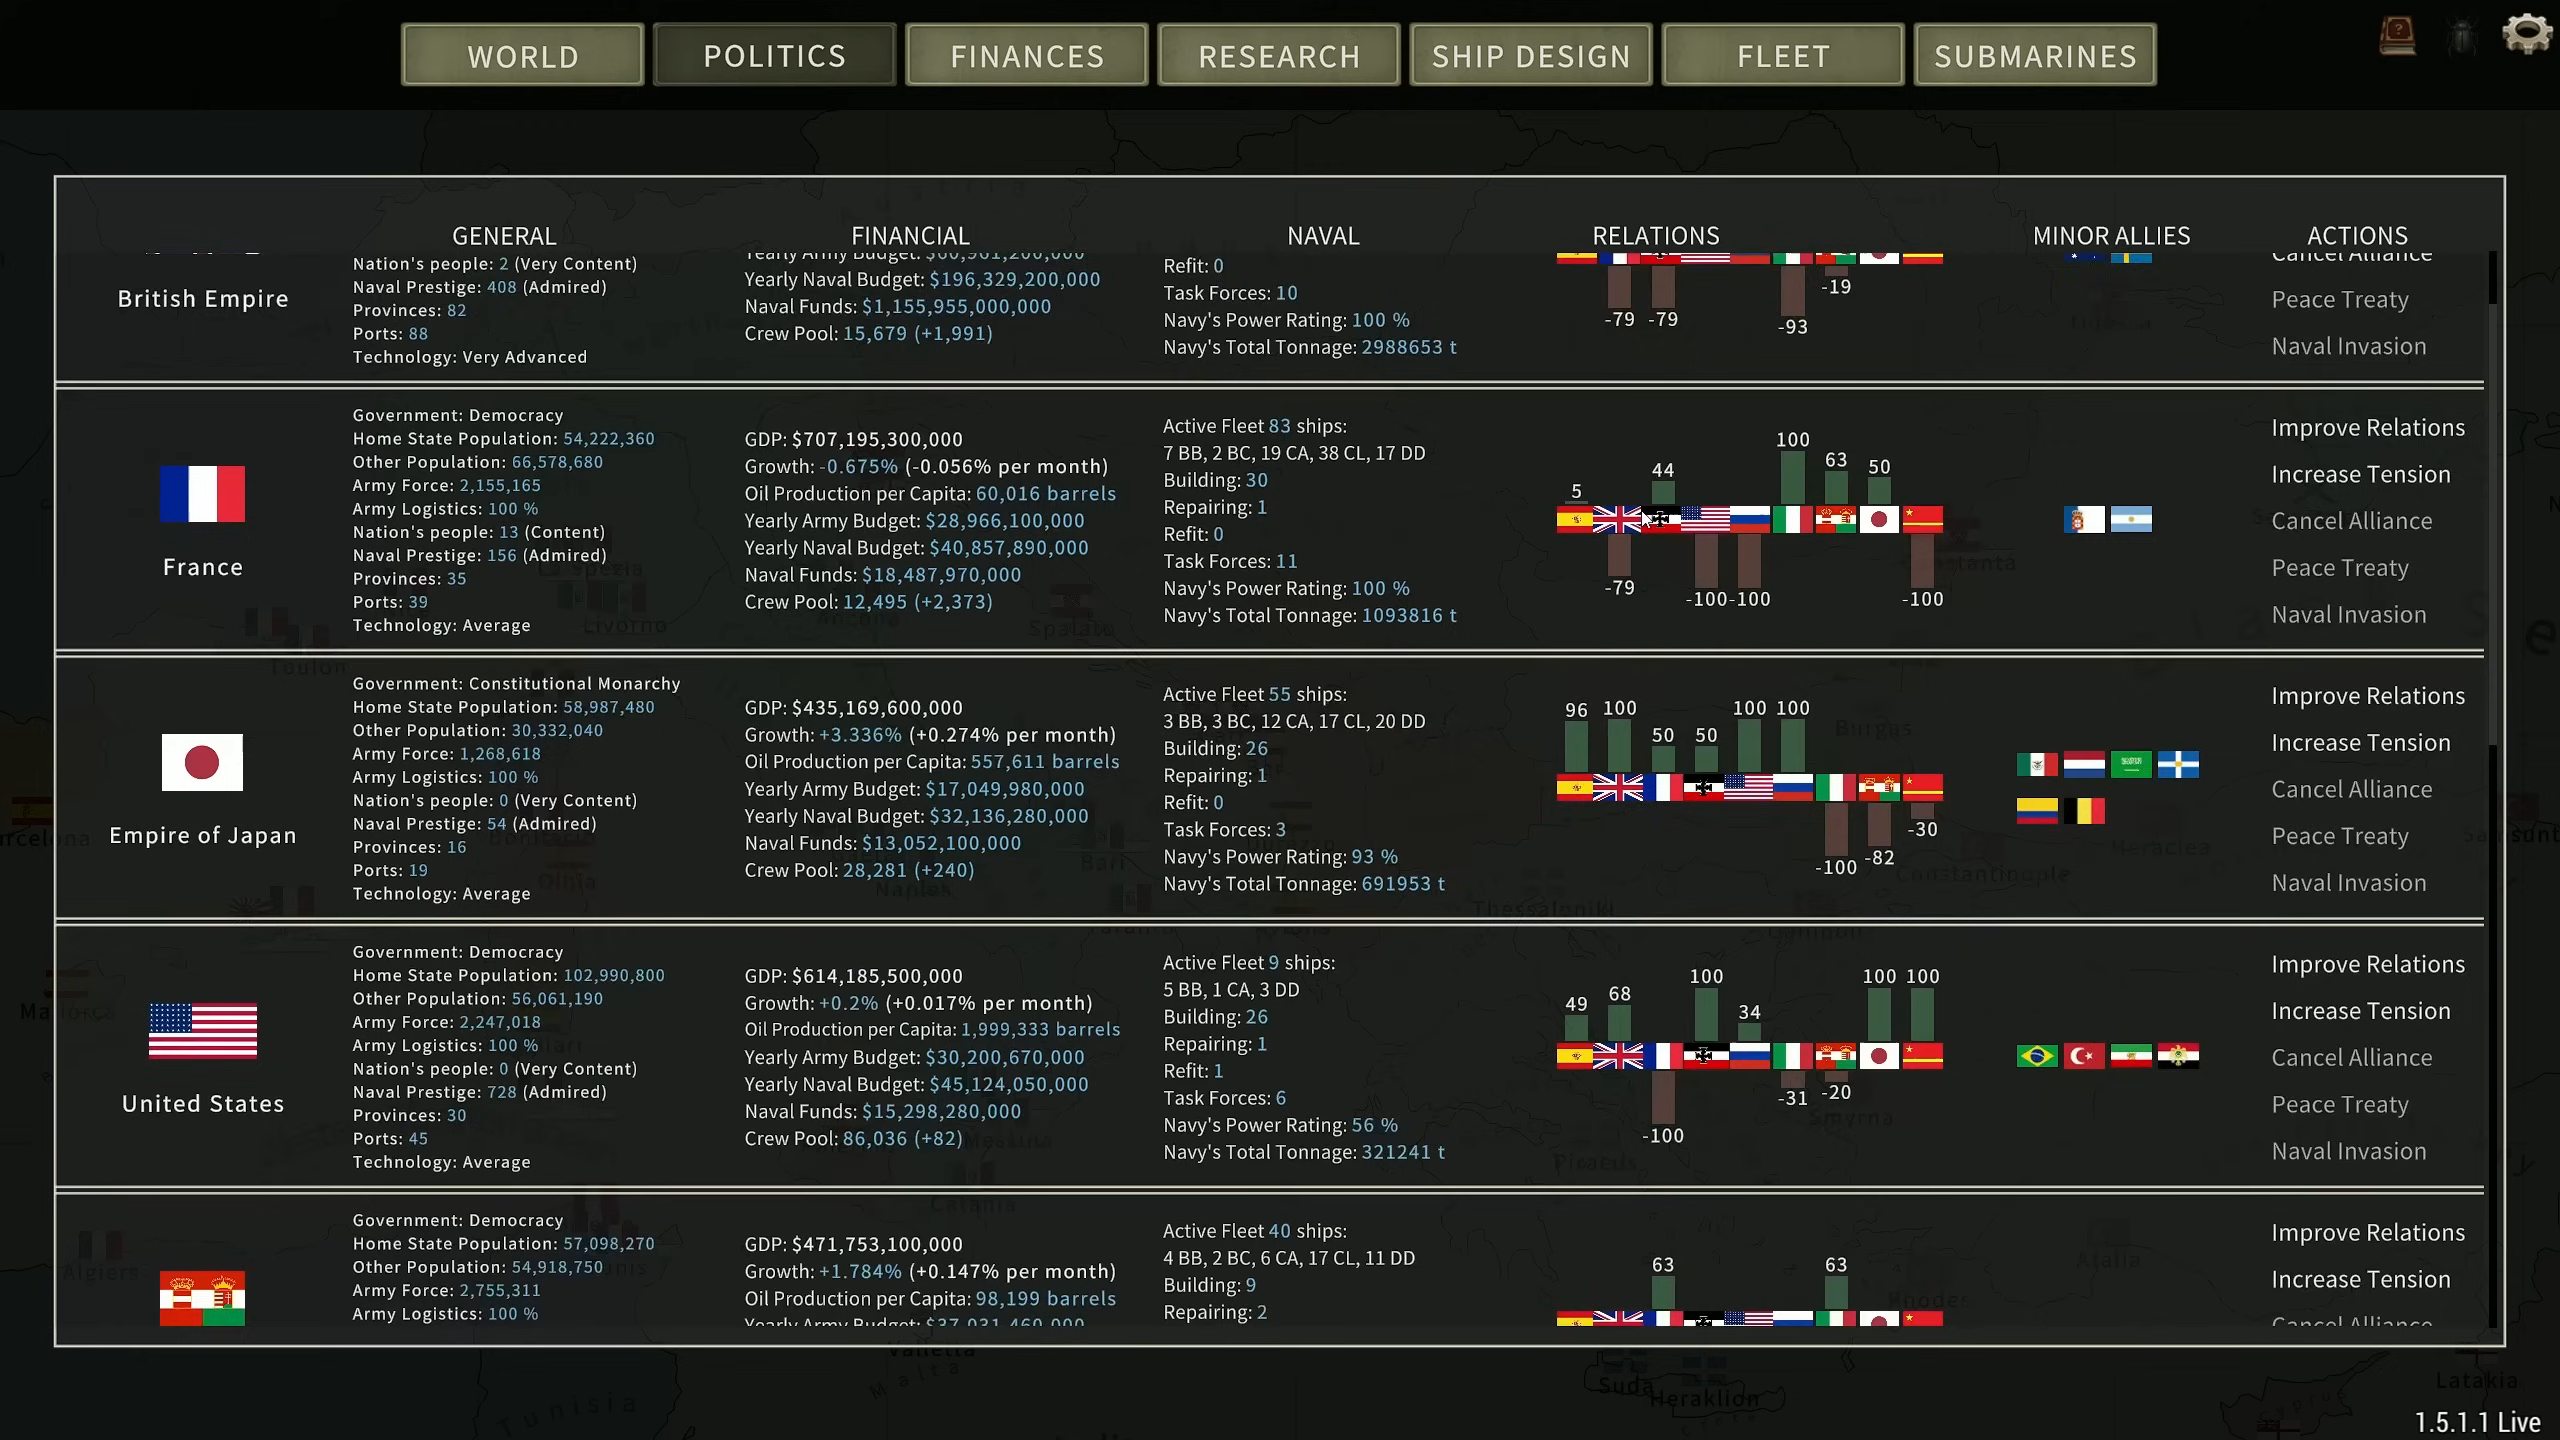 WORLD
POLITICS
FINANCES
RESEARCH
SHIP DESIGN
FLEET
SUBMARINES
GENERAL
FINANCIAL
NAVAL
RELATIONS
MINOR ALLIES
ACTIONS
British Empire
Nation's people: 2 (Very Content)
Naval Prestige: 408 (Admired)
Provinces: 82
Ports: 88
Technology: Very Advanced
Yearly Army Budget: $60,961,200,000
Yearly Naval Budget: $196,329,200,000
Naval Funds: $1,155,955,000,000
Crew Pool: 15,679 (+1,991)
Refit: 0
Task Forces: 10
Navy's Power Rating: 100 %
Navy's Total Tonnage: 2988653 t
-79 -79 -93 -19
Cancel Alliance
Peace Treaty
Naval Invasion
France
Government: Democracy
Home State Population: 54,222,360
Other Population: 66,578,680
Army Force: 2,155,165
Army Logistics: 100 %
Nation's people: 13 (Content)
Naval Prestige: 156 (Admired)
Provinces: 35
Ports: 39
Technology: Average
GDP: $707,195,300,000
Growth: -0.675% (-0.056% per month)
Oil Production per Capita: 60,016 barrels
Yearly Army Budget: $28,966,100,000
Yearly Naval Budget: $40,857,890,000
Naval Funds: $18,487,970,000
Crew Pool: 12,495 (+2,373)
Active Fleet 83 ships:
7 BB, 2 BC, 19 CA, 38 CL, 17 DD
Building: 30
Repairing: 1
Refit: 0
Task Forces: 11
Navy's Power Rating: 100 %
Navy's Total Tonnage: 1093816 t
5 44 100 63 50
-79 -100 -100 -100
Improve Relations
Increase Tension
Cancel Alliance
Peace Treaty
Naval Invasion
Empire of Japan
Government: Constitutional Monarchy
Home State Population: 58,987,480
Other Population: 30,332,040
Army Force: 1,268,618
Army Logistics: 100 %
Nation's people: 0 (Very Content)
Naval Prestige: 54 (Admired)
Provinces: 16
Ports: 19
Technology: Average
GDP: $435,169,600,000
Growth: +3.336% (+0.274% per month)
Oil Production per Capita: 557,611 barrels
Yearly Army Budget: $17,049,980,000
Yearly Naval Budget: $32,136,280,000
Naval Funds: $13,052,100,000
Crew Pool: 28,281 (+240)
Active Fleet 55 ships:
3 BB, 3 BC, 12 CA, 17 CL, 20 DD
Building: 26
Repairing: 1
Refit: 0
Task Forces: 3
Navy's Power Rating: 93 %
Navy's Total Tonnage: 691953 t
96 100 50 50 100 100
-100 -82 -30
Improve Relations
Increase Tension
Cancel Alliance
Peace Treaty
Naval Invasion
United States
Government: Democracy
Home State Population: 102,990,800
Other Population: 56,061,190
Army Force: 2,247,018
Army Logistics: 100 %
Nation's people: 0 (Very Content)
Naval Prestige: 728 (Admired)
Provinces: 30
Ports: 45
Technology: Average
GDP: $614,185,500,000
Growth: +0.2% (+0.017% per month)
Oil Production per Capita: 1,999,333 barrels
Yearly Army Budget: $30,200,670,000
Yearly Naval Budget: $45,124,050,000
Naval Funds: $15,298,280,000
Crew Pool: 86,036 (+82)
Active Fleet 9 ships:
5 BB, 1 CA, 3 DD
Building: 26
Repairing: 1
Refit: 1
Task Forces: 6
Navy's Power Rating: 56 %
Navy's Total Tonnage: 321241 t
49 68 100 34 100 100
-100 -31 -20
Improve Relations
Increase Tension
Cancel Alliance
Peace Treaty
Naval Invasion
Government: Democracy
Home State Population: 57,098,270
Other Population: 54,918,750
Army Force: 2,755,311
Army Logistics: 100 %
GDP: $471,753,100,000
Growth: +1.784% (+0.147% per month)
Oil Production per Capita: 98,199 barrels
Yearly Army Budget: $37,031,460,000
Active Fleet 40 ships:
4 BB, 2 BC, 6 CA, 17 CL, 11 DD
Building: 9
Repairing: 2
63 63
Improve Relations
Increase Tension
Cancel Alliance
Valletta
Malta
Tunisia
Suda
Heraklion
Latakia
1.5.1.1 Live